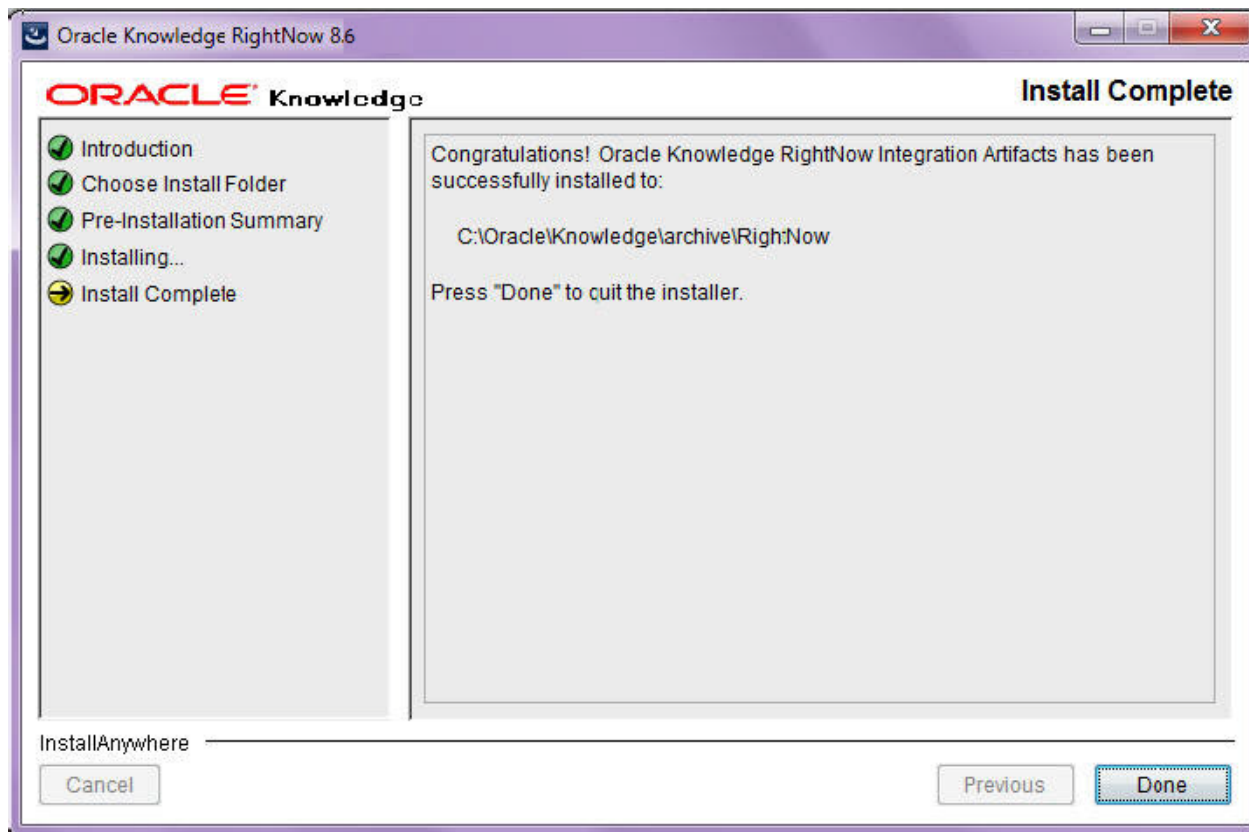 Oracle Knowledge RightNow 8.6
ORACLE Knowledge
Install Complete
Introduction
Choose Install Folder
Pre-Installation Summary
Installing...
Install Complete
Congratulations! Oracle Knowledge RightNow Integration Artifacts has been
successfully installed to:
C:\Oracle\Knowledge\archive\RightNow
Press "Done" to quit the installer.
InstallAnywhere
Cancel
Previous
Done